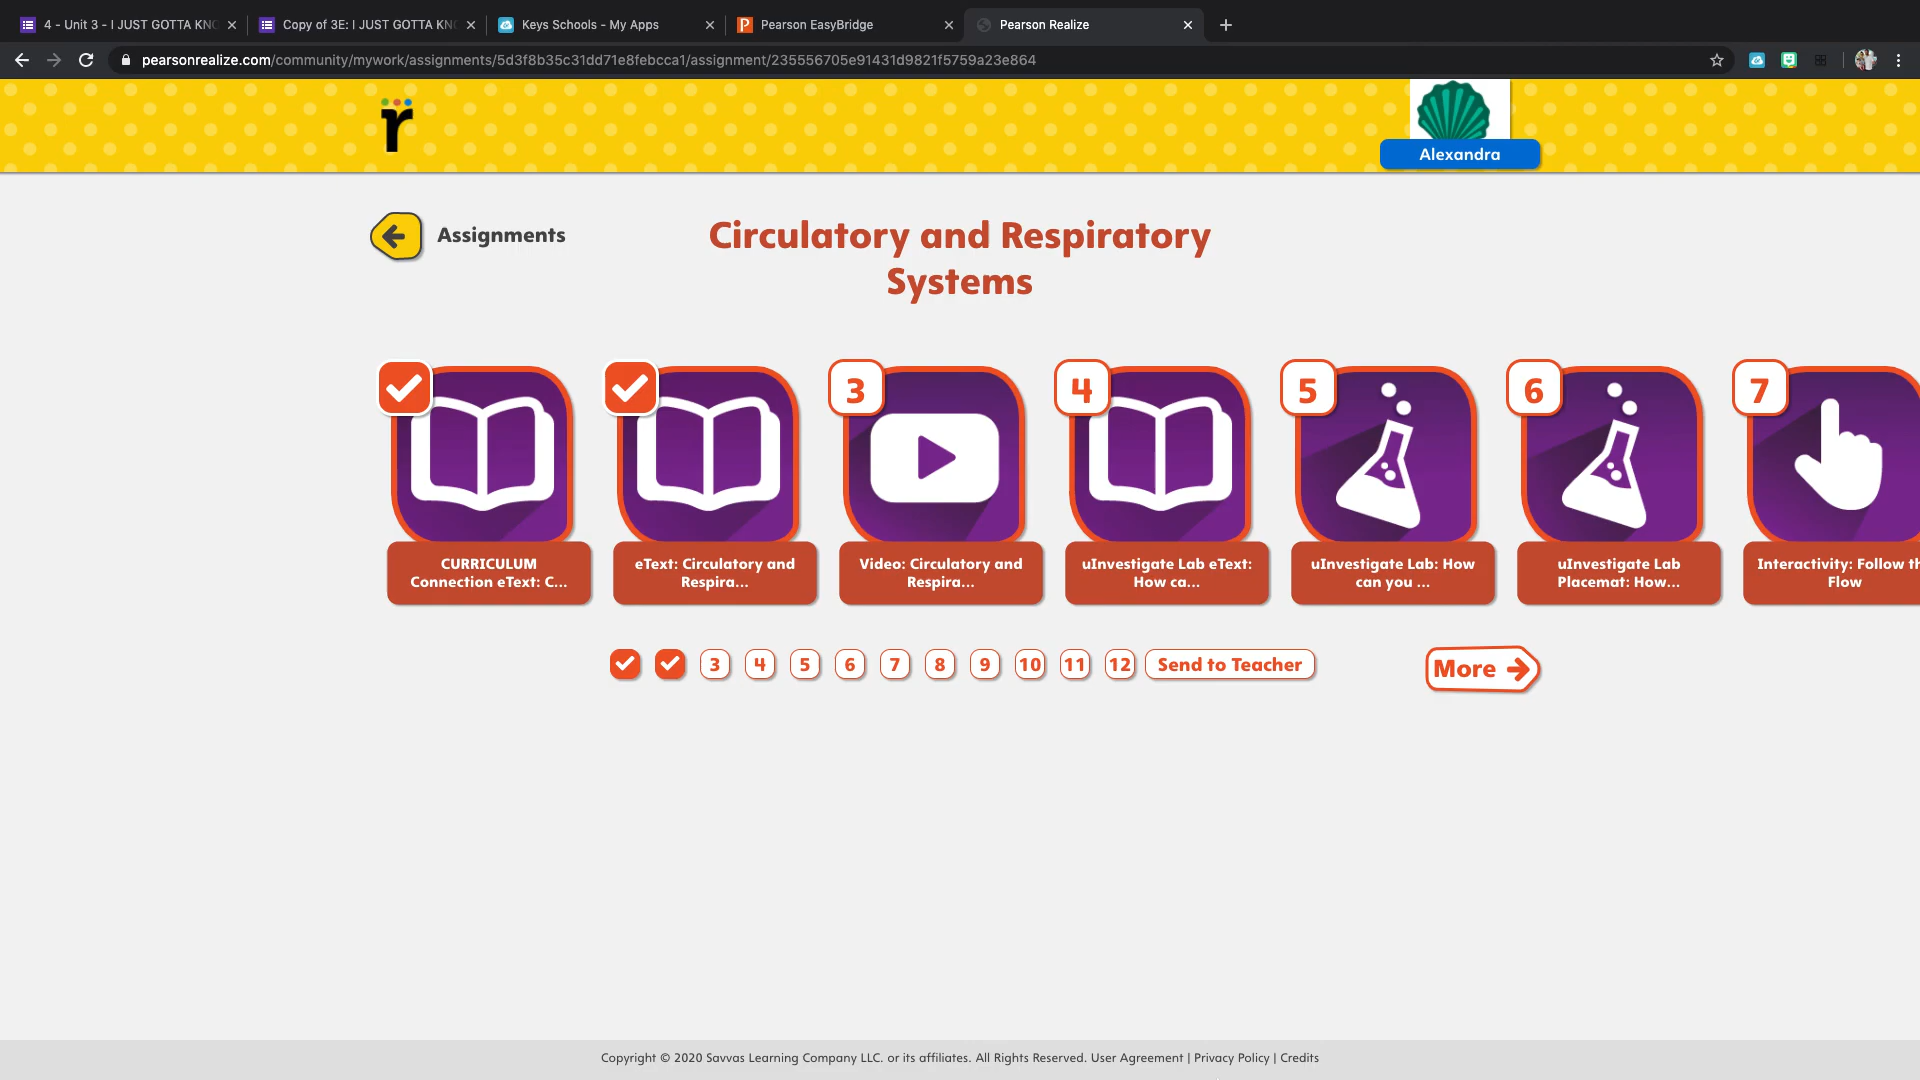 4 - Unit 3 - I JUST GOTTA KNO
Copy of 3E: I JUST GOTTA KNO
Keys Schools - My Apps
Pearson EasyBridge
Pearson Realize
pearsonrealize.com/community/mywork/assignments/5d3f8b35c31dd71e8febcca1/assignment/235556705e91431d9821f5759a23e864
r
Alexandra
Assignments
Circulatory and Respiratory
Systems
3
4
5
6
7
CURRICULUM
Connection eText: C...
eText: Circulatory and
Respira...
Video: Circulatory and
Respira...
uInvestigate Lab eText:
How ca...
uInvestigate Lab: How
can you ...
uInvestigate Lab
Placemat: How...
Interactivity: Follow th
Flow
3 4 5 6 7 8 9 10 11 12 Send to Teacher
More
Copyright © 2020 Savvas Learning Company LLC. or its affiliates. All Rights Reserved. User Agreement | Privacy Policy | Credits